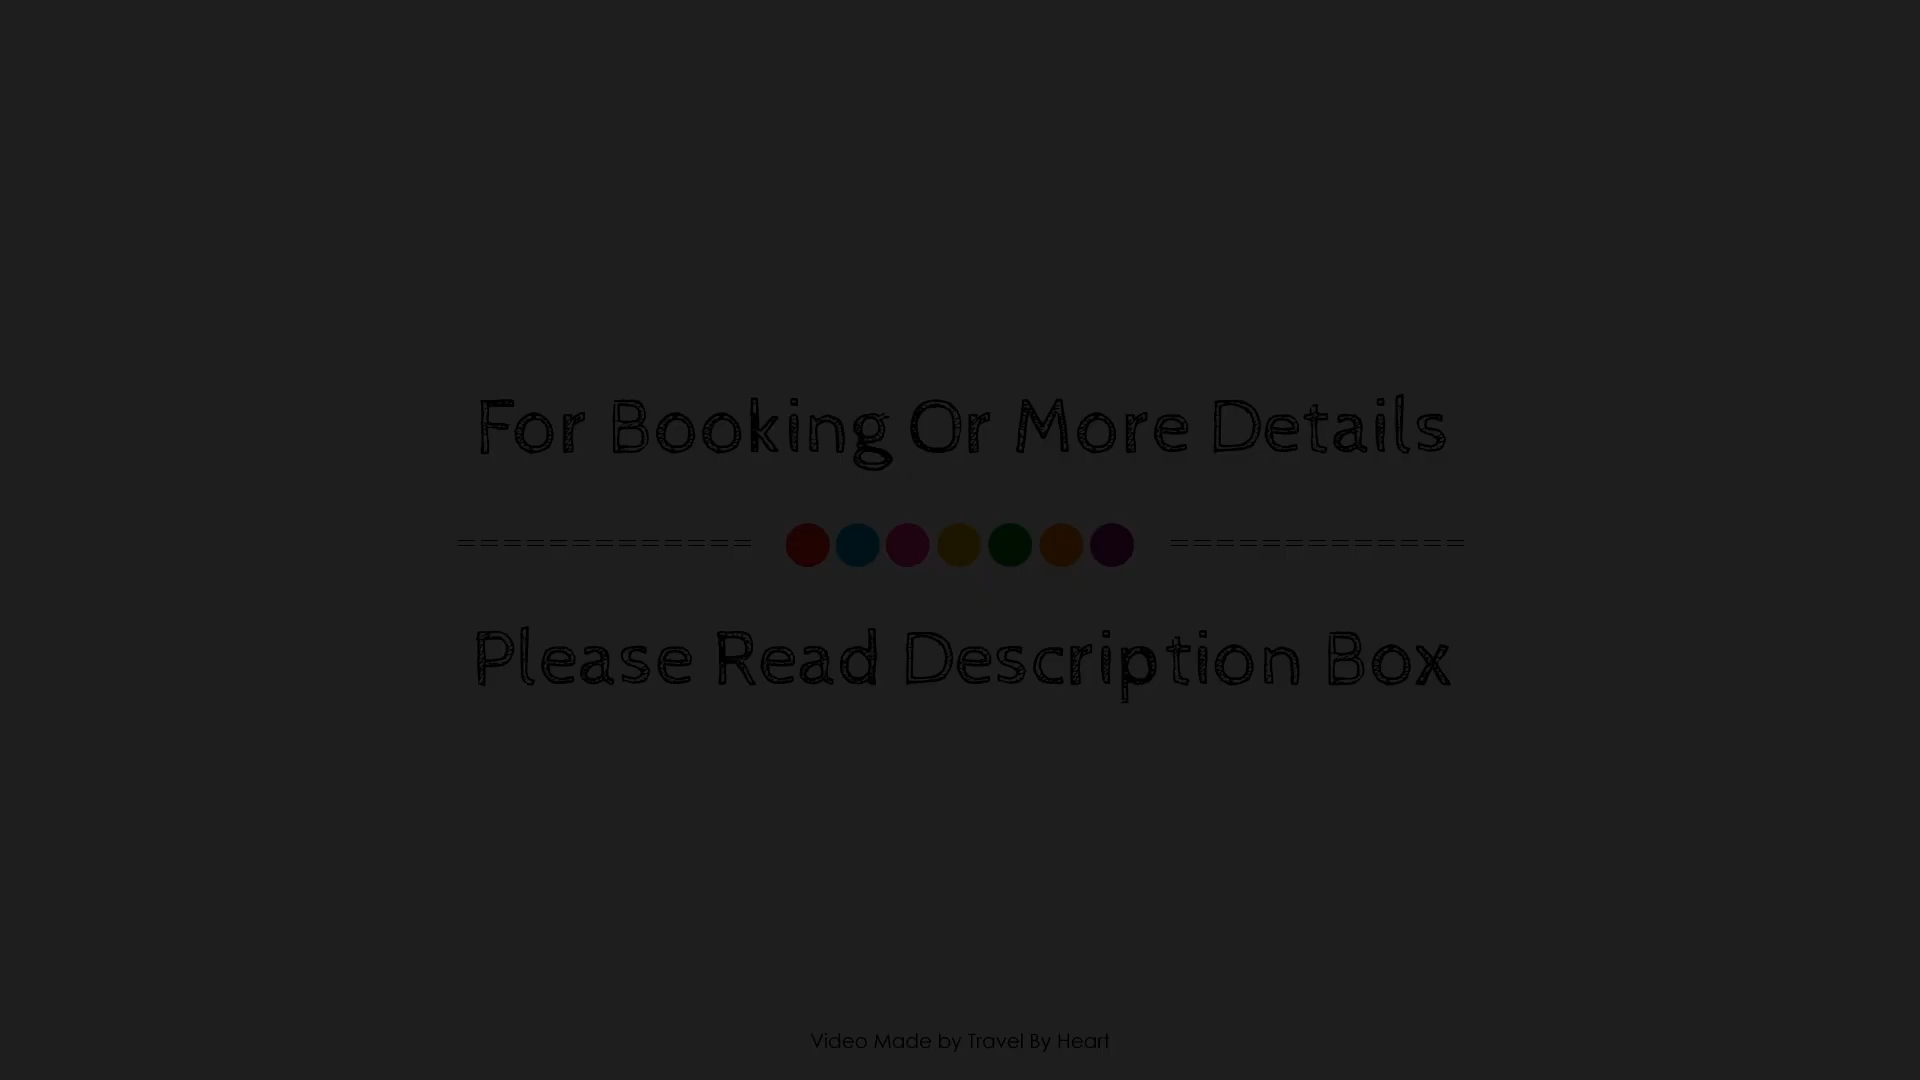 For Booking Or More Details
============= =============
Please Read Description Box
Video Made by Travel By Heart